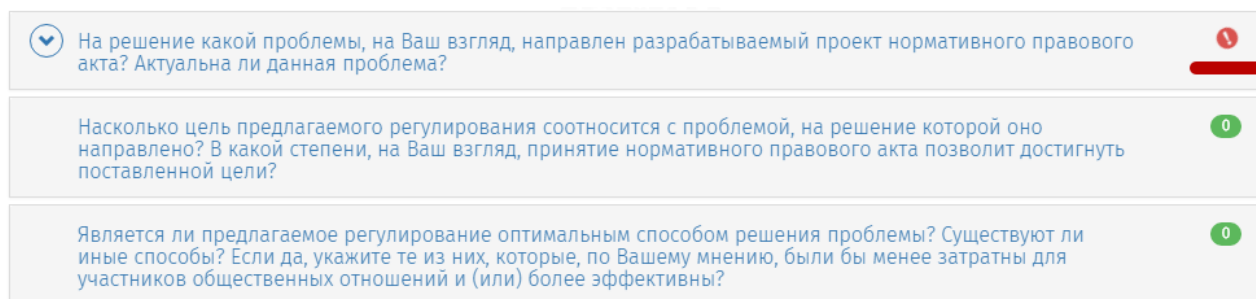 На решение какой проблемы, на Ваш взгляд, направлен разрабатываемый проект нормативного правового
акта? Актуальна ли данная проблема?
Насколько цель предлагаемого регулирования соотносится с проблемой, на решение которой оно
направлено? В какой степени, на Ваш взгляд, принятие нормативного правового акта позволит достигнуть
поставленной цели?
0
Является ли предлагаемое регулирование оптимальным способом решения проблемы? Существуют ли
иные способы? Если да, укажите те из них, которые, по Вашему мнению, были бы менее затратны для
участников общественных отношений и (или) более эффективны?
0